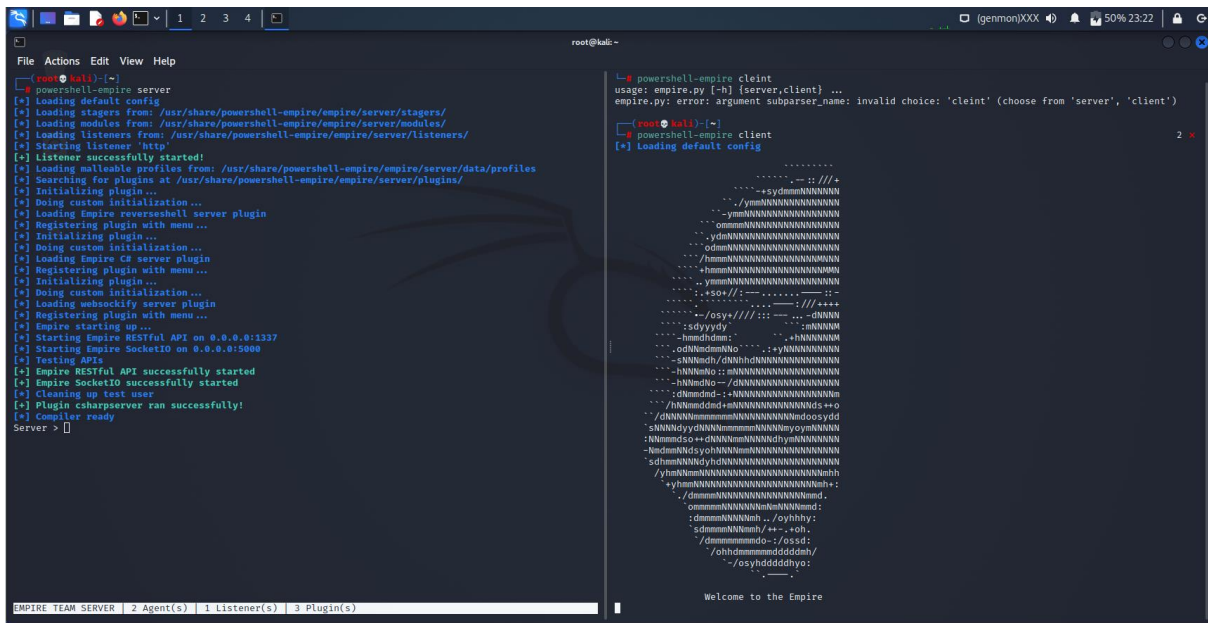 1 2 3 4
(genmon)XXX 50% 23:22
root@kali: ~
File Actions Edit View Help
(root kali)-[~]
# powershell-empire server
[*] Loading default config
[*] Loading stagers from: /usr/share/powershell-empire/empire/server/stagers/
[*] Loading modules from: /usr/share/powershell-empire/empire/server/modules/
[*] Loading listeners from: /usr/share/powershell-empire/empire/server/listeners/
[*] Starting listener 'http'
[+] Listener successfully started!
[*] Loading malleable profiles from: /usr/share/powershell-empire/empire/server/data/profiles
[*] Searching for plugins at /usr/share/powershell-empire/empire/server/plugins/
[*] Initializing plugin...
[*] Doing custom initialization...
[*] Loading Empire reverseshell server plugin
[*] Registering plugin with menu...
[*] Initializing plugin...
[*] Doing custom initialization...
[*] Loading Empire C# server plugin
[*] Registering plugin with menu...
[*] Initializing plugin...
[*] Doing custom initialization...
[*] Loading websockify server plugin
[*] Registering plugin with menu...
[*] Empire starting up...
[*] Starting Empire RESTful API on 0.0.0.0:1337
[*] Starting Empire SocketIO on 0.0.0.0:5000
[*] Testing APIs
[+] Empire RESTful API successfully started
[+] Empire SocketIO successfully started
[*] Cleaning up test user
[+] Plugin csharpserver ran successfully!
[*] Compiler ready
Server >
EMPIRE TEAM SERVER | 2 Agent(s) | 1 Listener(s) | 3 Plugin(s)
# powershell-empire cleint
usage: empire.py [-h] {server,client} ...
empire.py: error: argument subparser_name: invalid choice: 'cleint' (choose from 'server', 'client')
(root kali)-[~]
# powershell-empire client 2 ×
[*] Loading default config
Welcome to the Empire